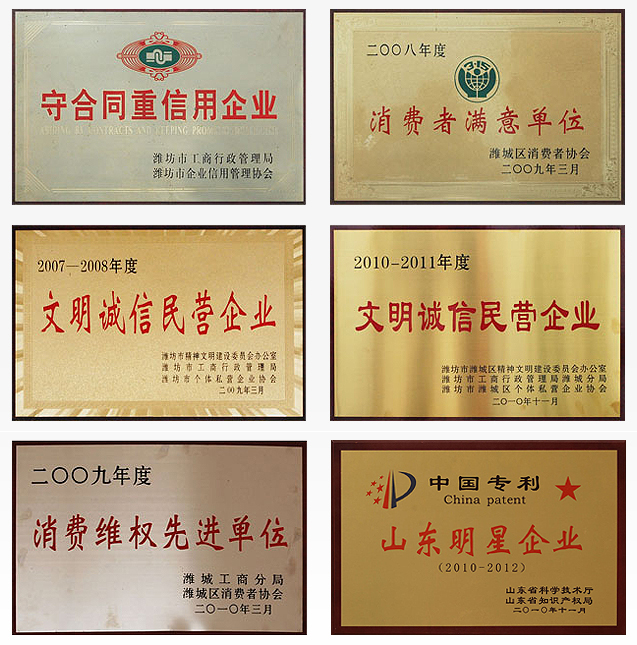 守合同重信用企业
ABIDING BY CONTRACTS AND KEEPING PROMISES
潍坊市工商行政管理局
潍坊市企业信用管理协会
二〇〇八年度
315
消费者满意单位
潍城区消费者协会
二〇〇九年三月
2007—2008年度
文明诚信民营企业
潍坊市精神文明建设委员会办公室
潍坊市工商行政管理局
潍坊市个体私营企业协会
二〇〇九年三月
2010-2011年度
文明诚信民营企业
潍坊市潍城区精神文明建设委员会办公室
潍坊市工商行政管理局潍城分局
潍坊市潍城区个体私营企业协会
二〇一〇年十一月
二〇〇九年度
消费维权先进单位
潍城工商分局
潍城区消费者协会
二〇一〇年三月
中国专利
China patent
山东明星企业
(2010-2012)
山东省科学技术厅
山东省知识产权局
二〇一〇年十一月